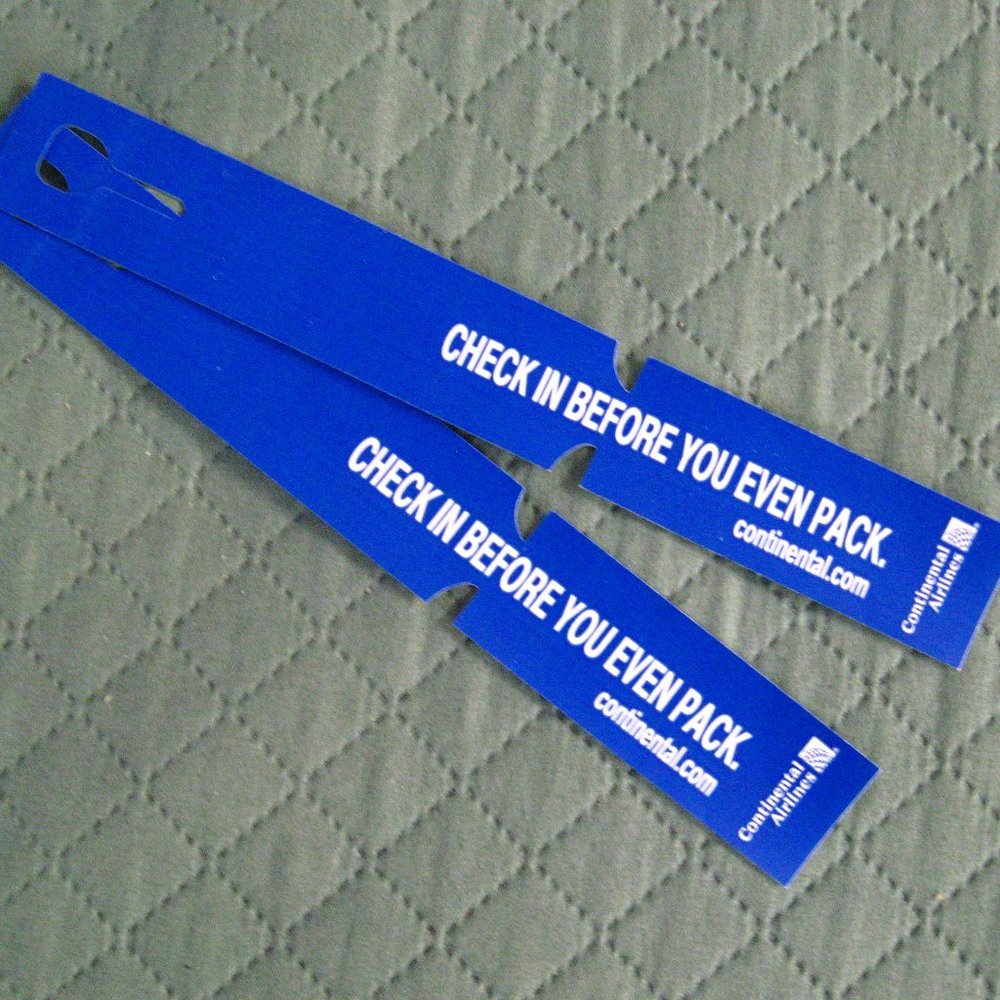 CHECK IN BEFORE YOU EVEN PACK.
continental.com
Continental
Airlines
CHECK IN BEFORE YOU EVEN PACK.
continental.com
Continental
Airlines